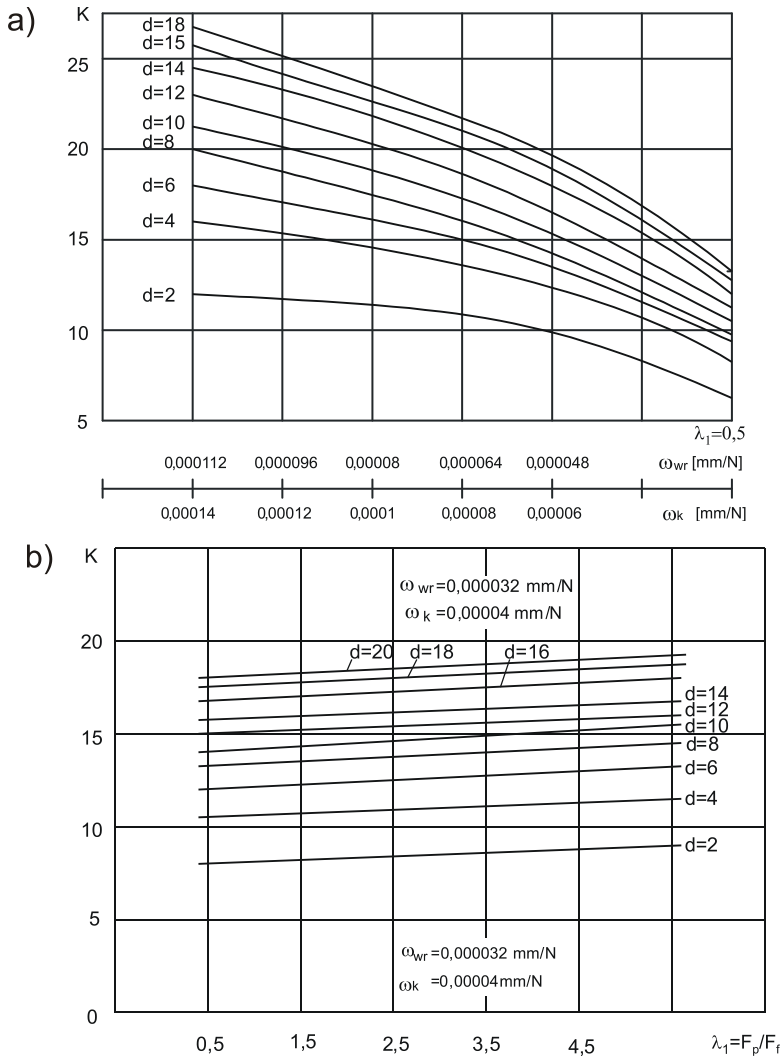 a)
K
d=18
d=15
25
d=14
d=12
d=10
20
d=8
d=6
d=4
15
d=2
10
5
λ₁=0,5
0,000112 0,000096 0,00008 0,000064 0,000048 ωwr [mm/N]
0,00014 0,00012 0,0001 0,00008 0,00006 ωk [mm/N]
b)
K
ωwr=0,000032 mm/N
ωk=0,00004 mm/N
20
d=20 d=18 d=16
d=14
d=12
15
d=10
d=8
d=6
d=4
10
d=2
5
ωwr=0,000032 mm/N
ωk =0,00004mm/N
0
0,5 1,5 2,5 3,5 4,5 λ₁=Fp/Ff